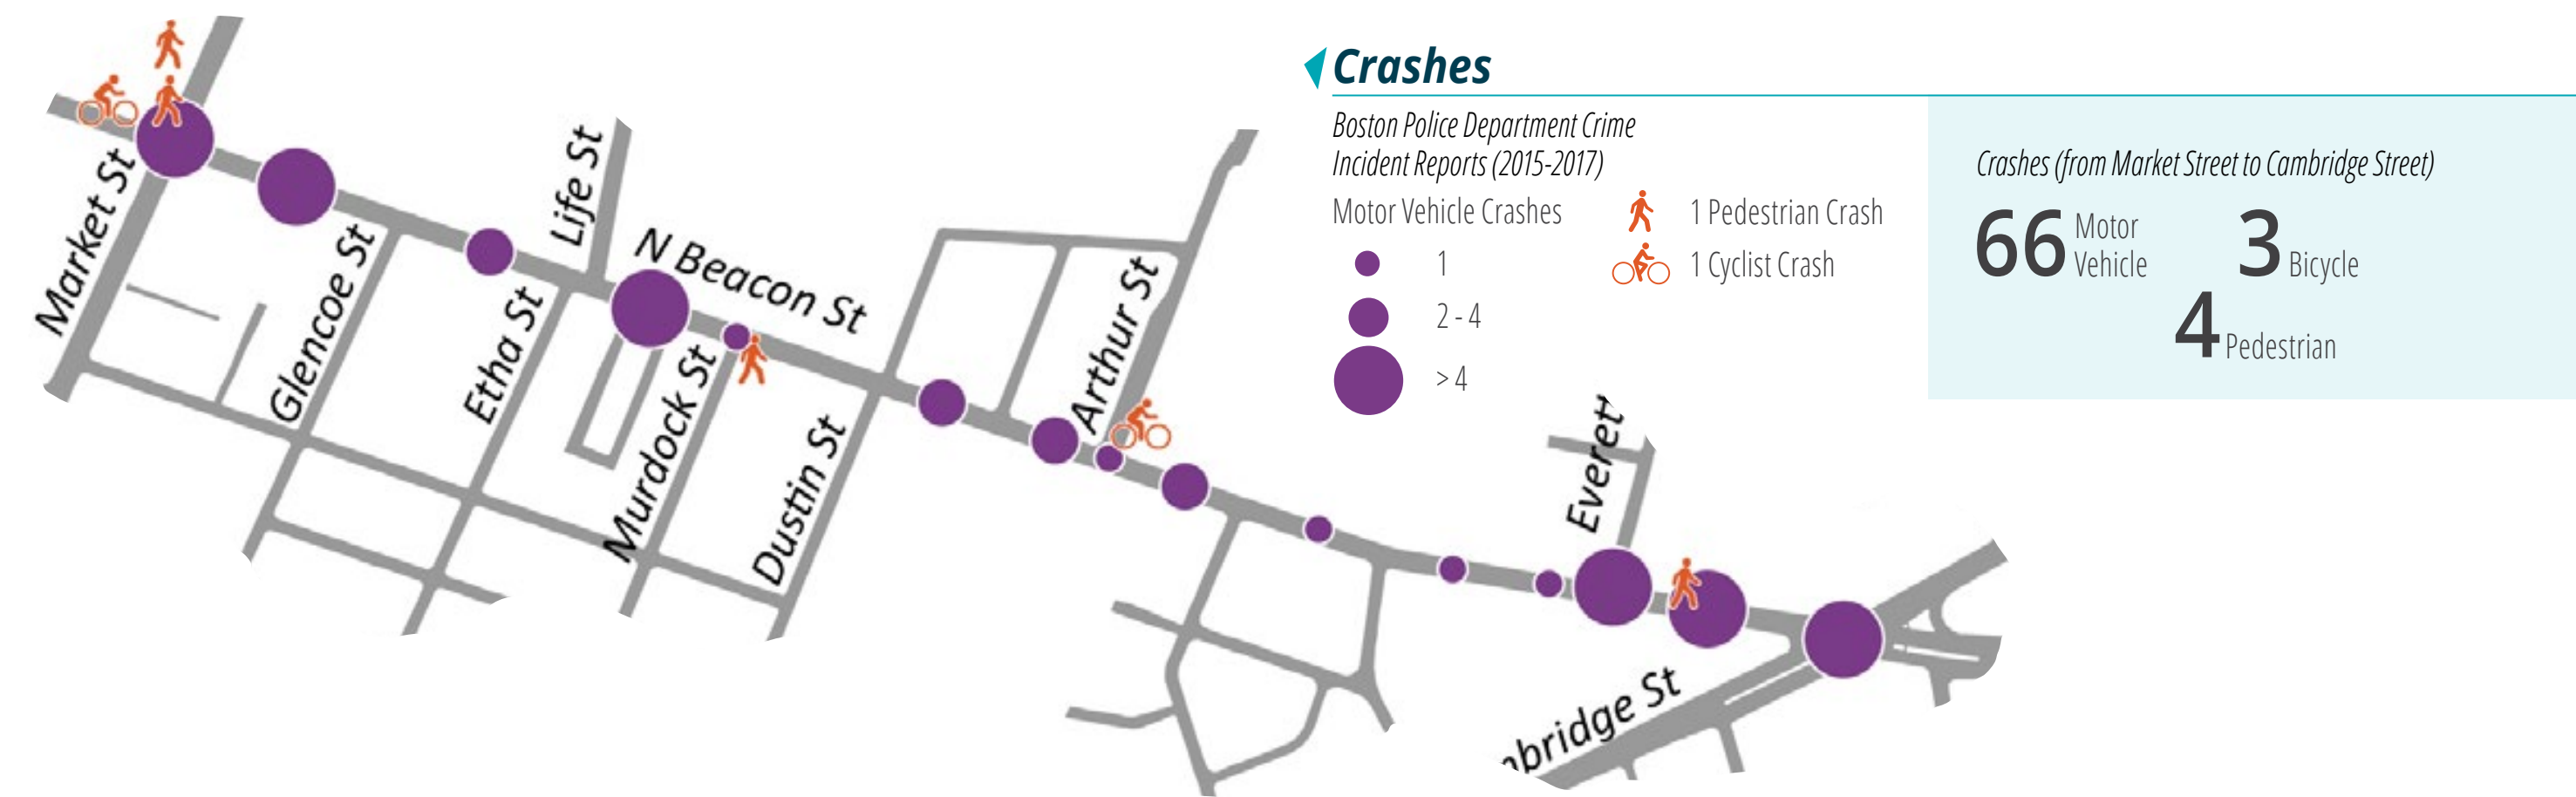 Crashes
Boston Police Department Crime
Incident Reports (2015-2017)
Motor Vehicle Crashes
1
2 - 4
> 4
1 Pedestrian Crash
1 Cyclist Crash
Crashes (from Market Street to Cambridge Street)
66 Motor
Vehicle
3 Bicycle
4 Pedestrian
Market St
Glencoe St
Etha St
Life St
N Beacon St
Murdock St
Dustin St
Arthur St
Everet
bridge St